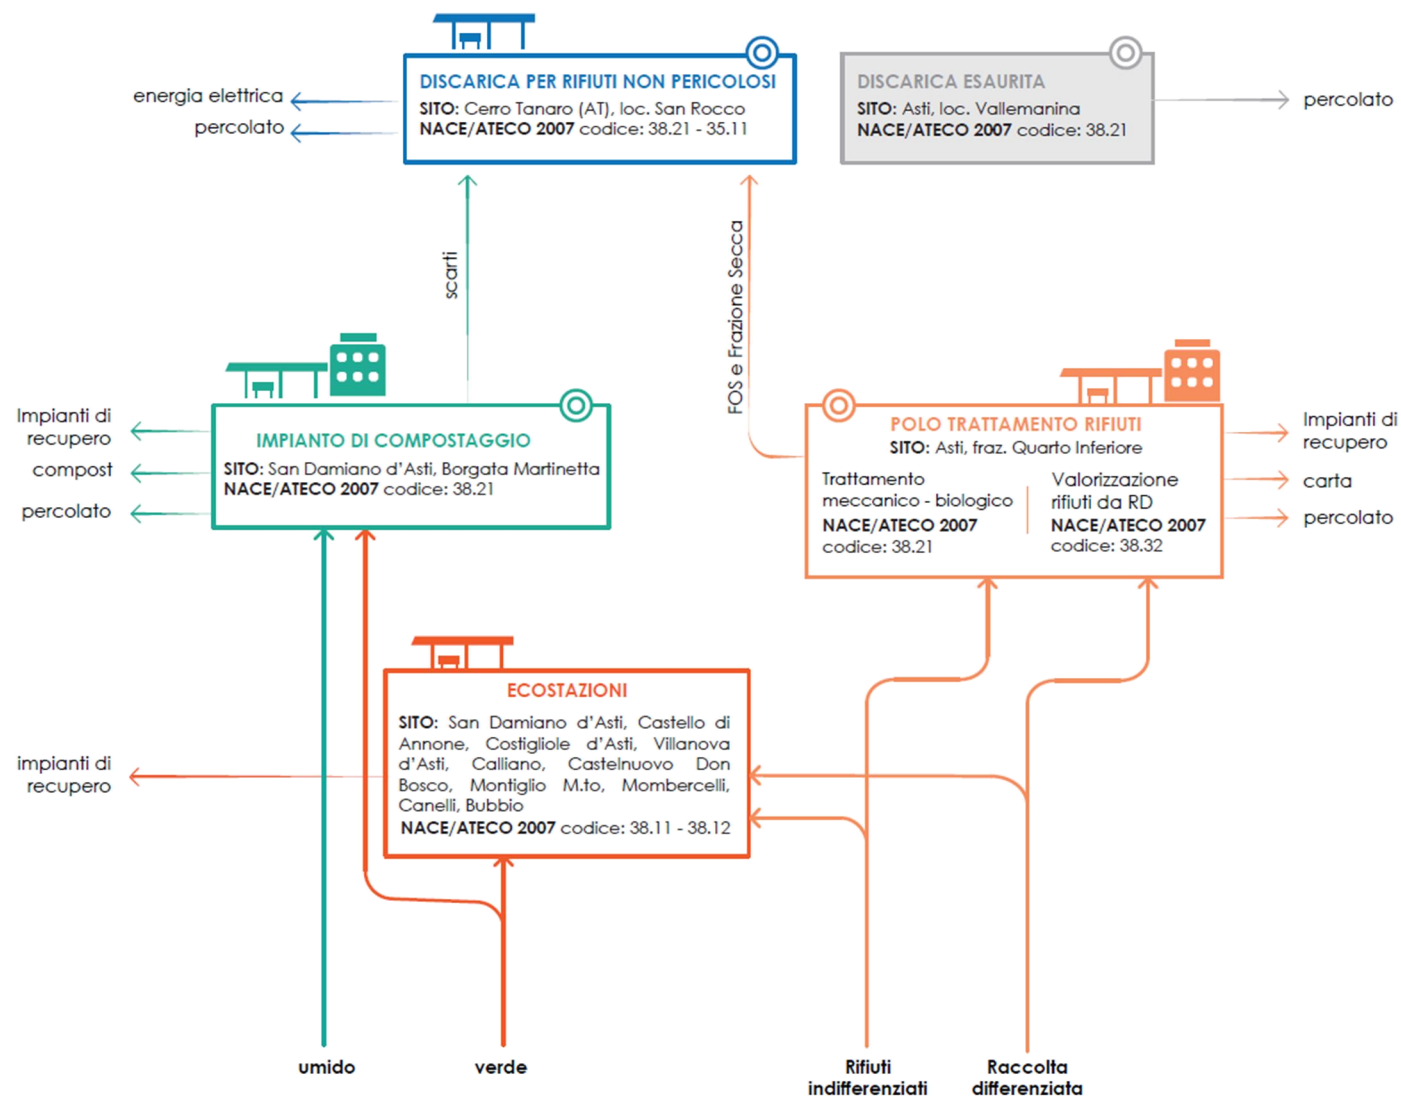 energia elettrica
percolato
DISCARICA PER RIFIUTI NON PERICOLOSI
SITO: Cerro Tanaro (AT), loc. San Rocco
NACE/ATECO 2007 codice: 38.21 - 35.11
DISCARICA ESAURITA
SITO: Asti, loc. Vallemanina
NACE/ATECO 2007 codice: 38.21
percolato
scarti
FOS e Frazione Secca
Impianti di
recupero
compost
percolato
IMPIANTO DI COMPOSTAGGIO
SITO: San Damiano d'Asti, Borgata Martinetta
NACE/ATECO 2007 codice: 38.21
POLO TRATTAMENTO RIFIUTI
SITO: Asti, fraz. Quarto Inferiore
Trattamento
meccanico - biologico
NACE/ATECO 2007
codice: 38.21
Valorizzazione
rifiuti da RD
NACE/ATECO 2007
codice: 38.32
Impianti di
recupero
carta
percolato
impianti di
recupero
ECOSTAZIONI
SITO: San Damiano d'Asti, Castello di
Annone, Costigliole d'Asti, Villanova
d'Asti, Calliano, Castelnuovo Don
Bosco, Montiglio M.to, Mombercelli,
Canelli, Bubbio
NACE/ATECO 2007 codice: 38.11 - 38.12
umido
verde
Rifiuti
indifferenziati
Raccolta
differenziata